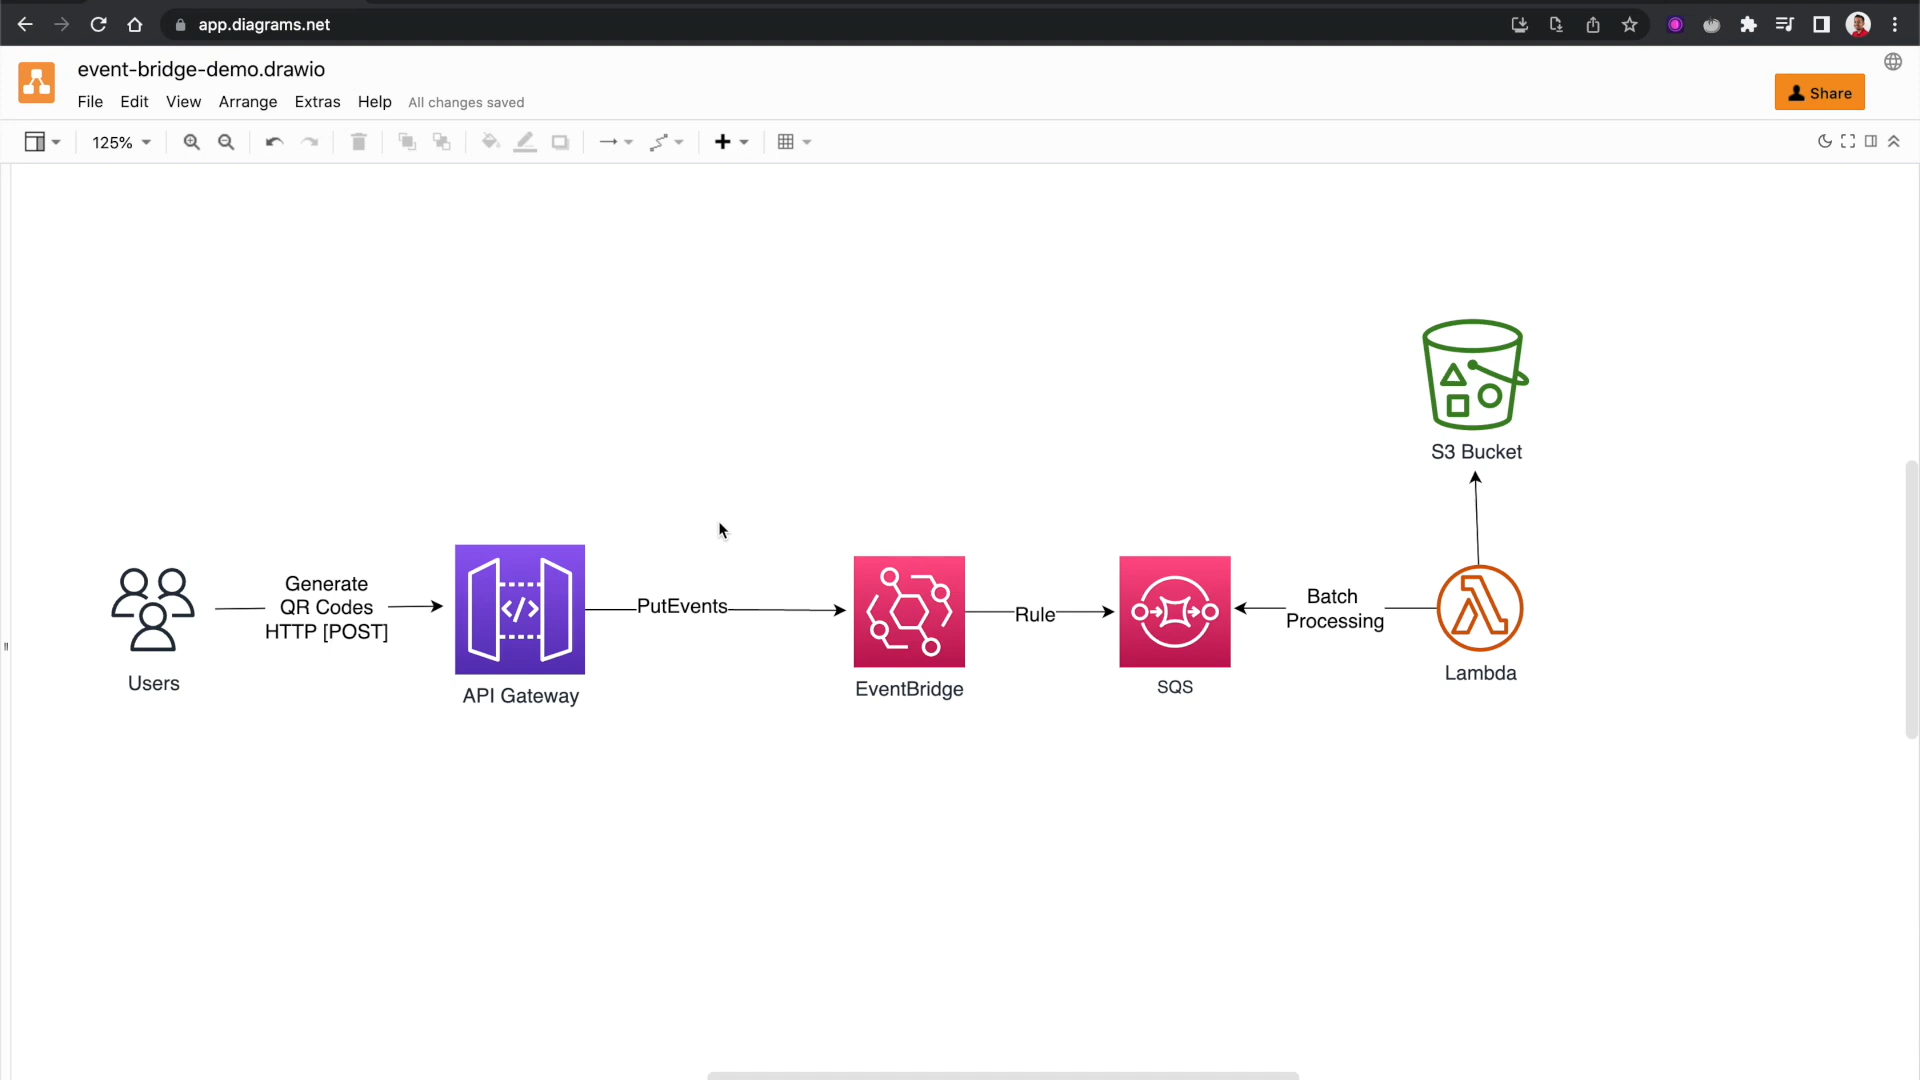 app.diagrams.net
event-bridge-demo.drawio
File Edit View Arrange Extras Help All changes saved
Share
125%
S3 Bucket
Generate
QR Codes
HTTP [POST]
PutEvents
Rule
Batch
Processing
Users
API Gateway
EventBridge
SQS
Lambda